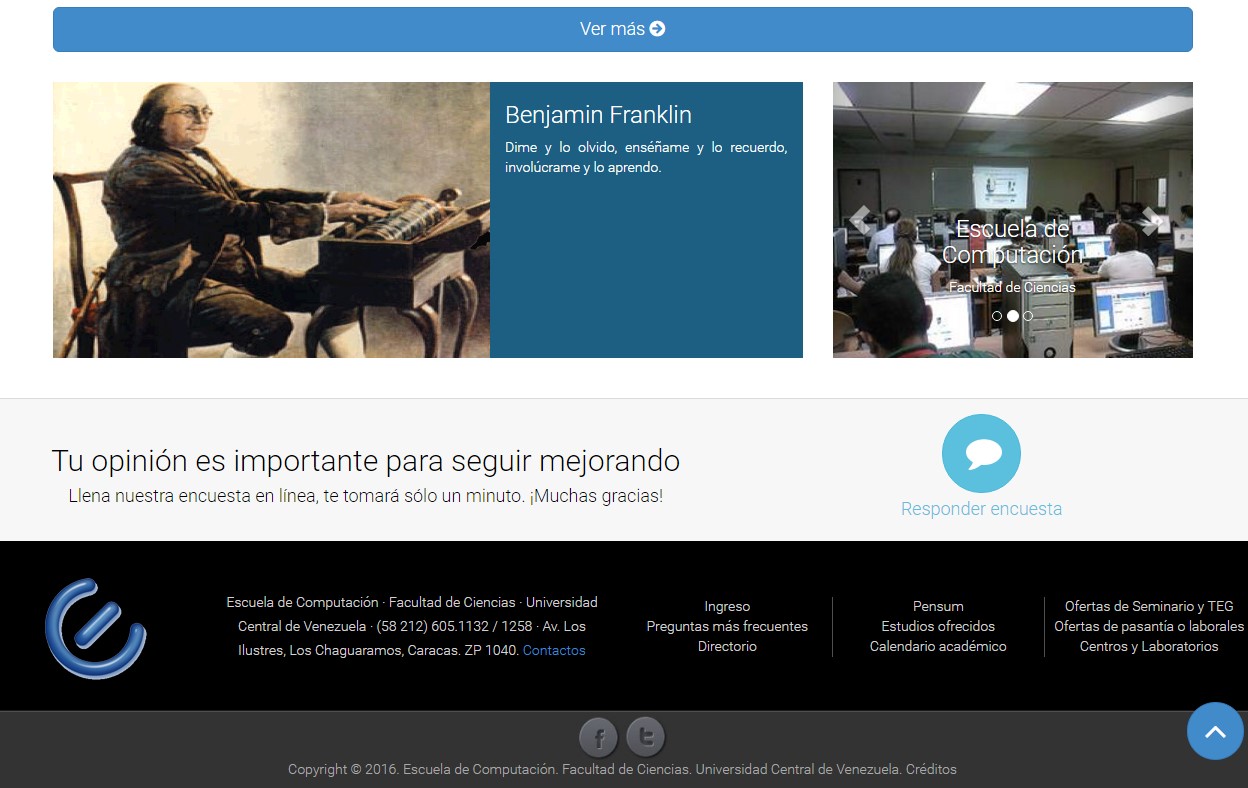 Ver más
Benjamin Franklin
Dime y lo olvido, enséñame y lo recuerdo,
involúcrame y lo aprendo.
Escuela de
Computación
Facultad de Ciencias
Tu opinión es importante para seguir mejorando
Llena nuestra encuesta en línea, te tomará sólo un minuto. ¡Muchas gracias!
Responder encuesta
Escuela de Computación · Facultad de Ciencias · Universidad
Central de Venezuela · (58 212) 605.1132 / 1258 · Av. Los
Ilustres, Los Chaguaramos, Caracas. ZP 1040. Contactos
Ingreso
Preguntas más frecuentes
Directorio
Pensum
Estudios ofrecidos
Calendario académico
Ofertas de Seminario y TEG
Ofertas de pasantía o laborales
Centros y Laboratorios
Copyright © 2016. Escuela de Computación. Facultad de Ciencias. Universidad Central de Venezuela. Créditos